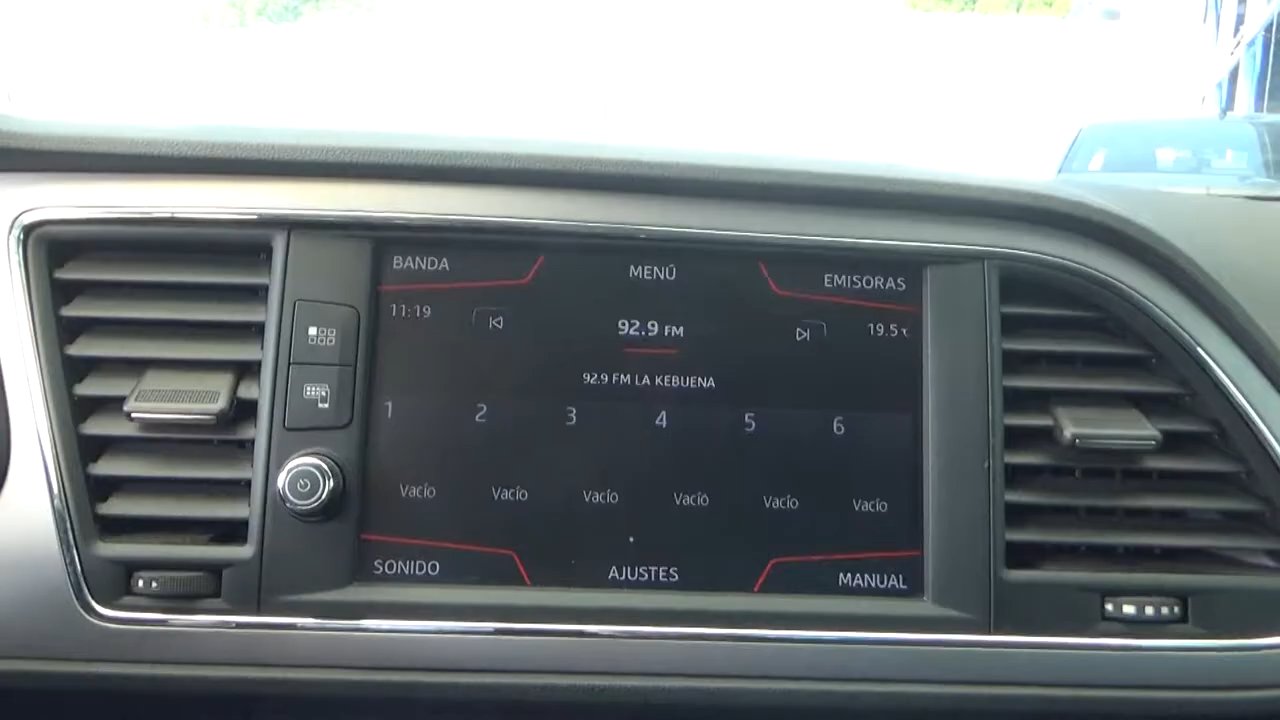 BANDA
MENÚ
EMISORAS
11:19
92.9 FM
19.5℃
92.9 FM LA KEBUENA
1 2 3 4 5 6
Vacío Vacío Vacío Vacío Vacío Vacío
SONIDO
AJUSTES
MANUAL